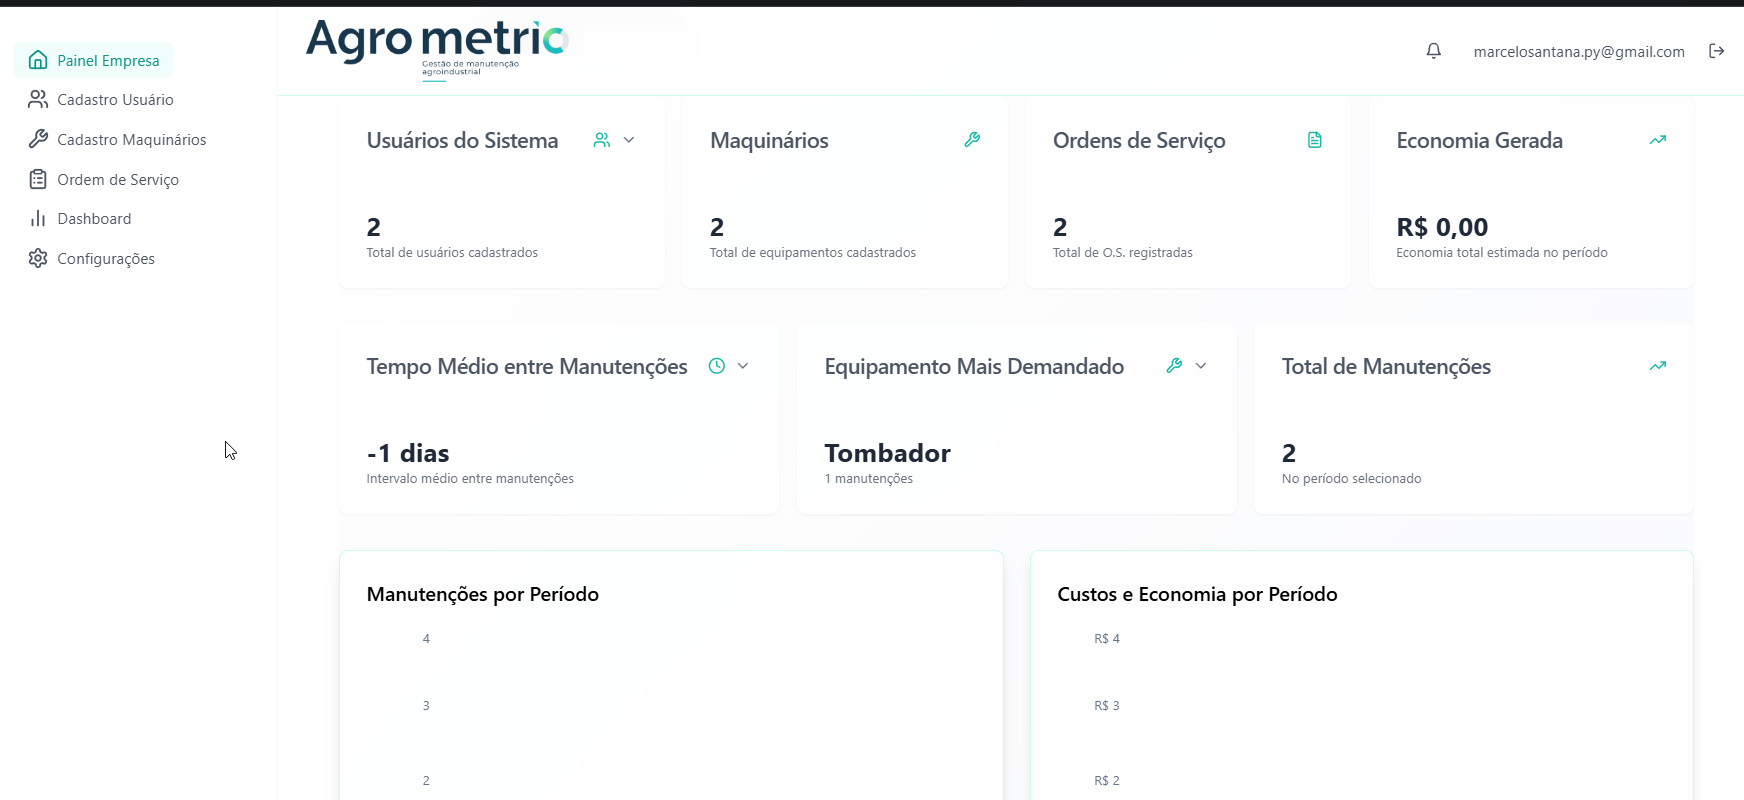 Agrometric
Gestão de manutenção
agroindustrial
marcelosantana.py@gmail.com
Painel Empresa
Cadastro Usuário
Cadastro Maquinários
Ordem de Serviço
Dashboard
Configurações
Usuários do Sistema
2
Total de usuários cadastrados
Maquinários
2
Total de equipamentos cadastrados
Ordens de Serviço
2
Total de O.S. registradas
Economia Gerada
R$ 0,00
Economia total estimada no período
Tempo Médio entre Manutenções
-1 dias
Intervalo médio entre manutenções
Equipamento Mais Demandado
Tombador
1 manutenções
Total de Manutenções
2
No período selecionado
Manutenções por Período
4
3
2
Custos e Economia por Período
R$ 4
R$ 3
R$ 2